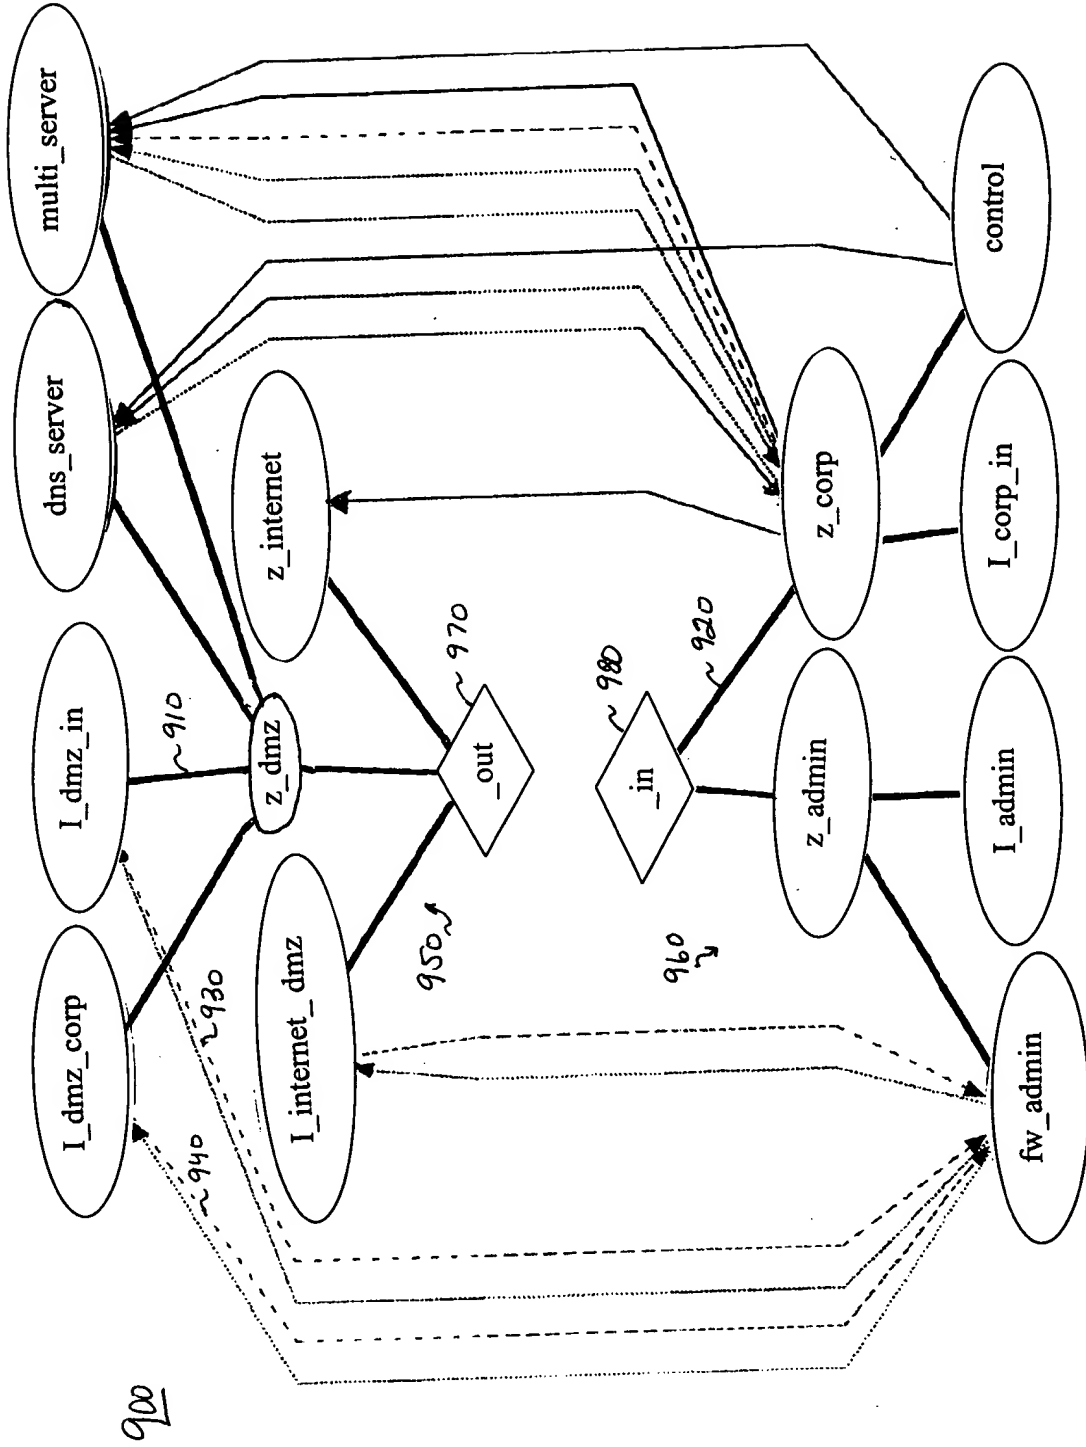 900
I_dmz_corp
I_dmz_in
dns_server
multi_server
940
930
910
z_dmz
I_internet_dmz
z_internet
950
_out
970
960
_in
980
920
fw_admin
z_admin
z_corp
I_admin
I_corp_in
control